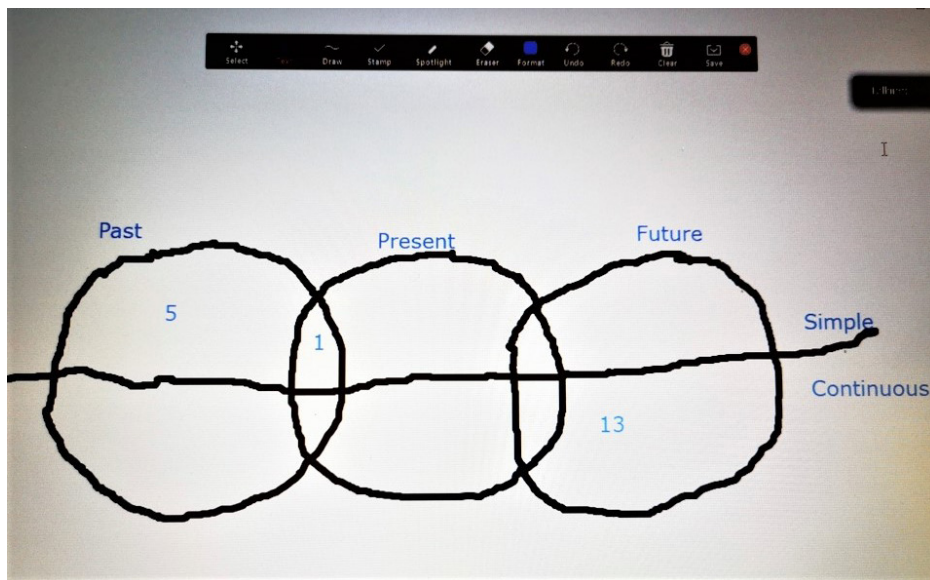 Select Draw Stamp Spotlight Eraser Format Undo Redo Clear Save
Past
Present
Future
5
1
Simple
Continuous
13